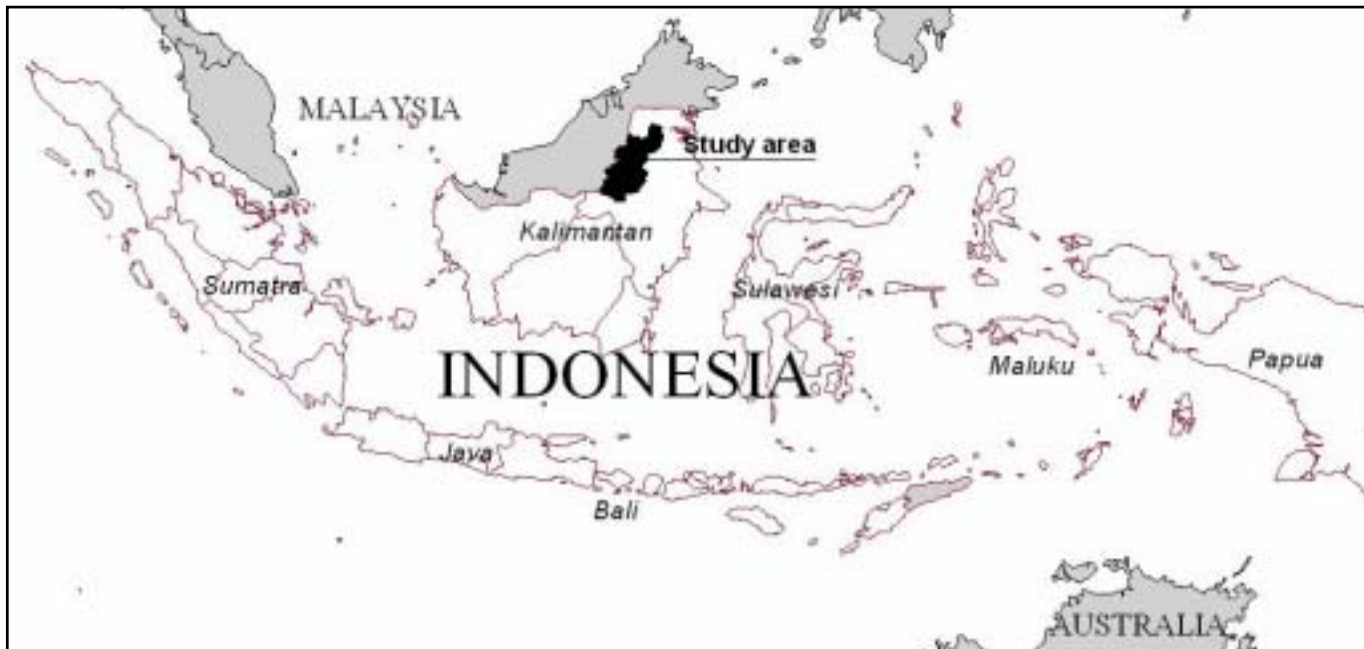 MALAYSIA
Study area
Kalimantan
Sumatra
Sulawesi
INDONESIA
Maluku
Papua
Java
Bali
AUSTRALIA